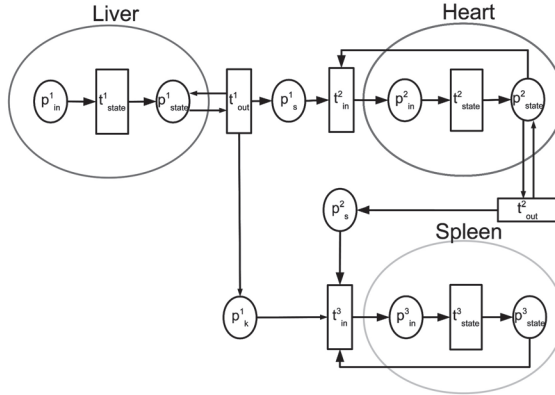 Liver
Heart
p¹in
t¹state
p¹state
t¹out
p¹s
t²in
p²in
t²state
p²state
p²s
t²out
Spleen
p¹k
t³in
p³in
t³state
p³state